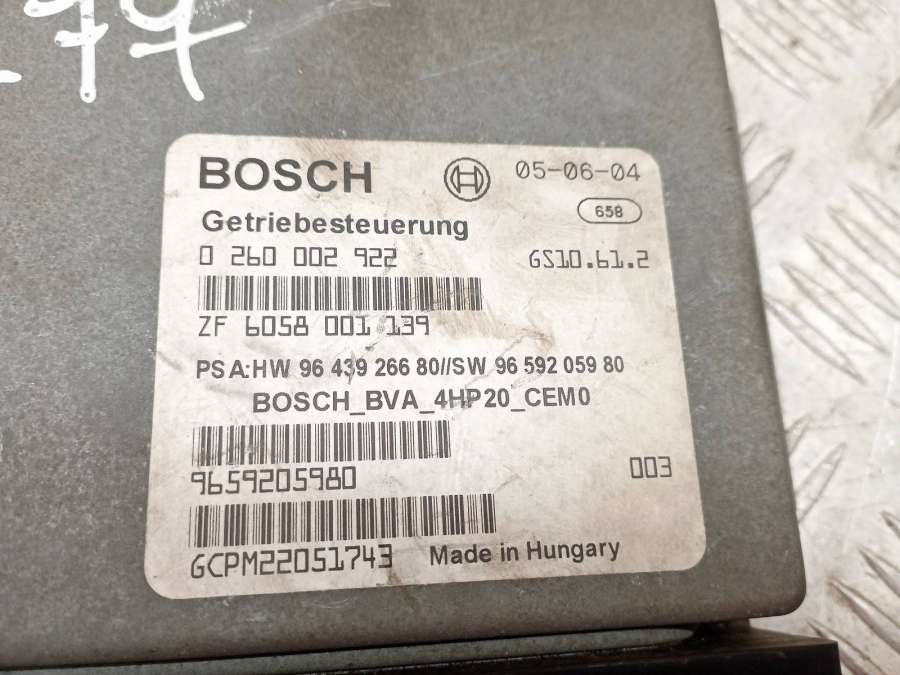 77
BOSCH 05-06-04
658
Getriebesteuerung
0 260 002 922 GS10.61.2
ZF 6058 001 139
PSA:HW 96 439 266 80//SW 96 592 059 80
BOSCH_BVA_4HP20_CEM0
9659205980 003
GCPM22051743 Made in Hungary